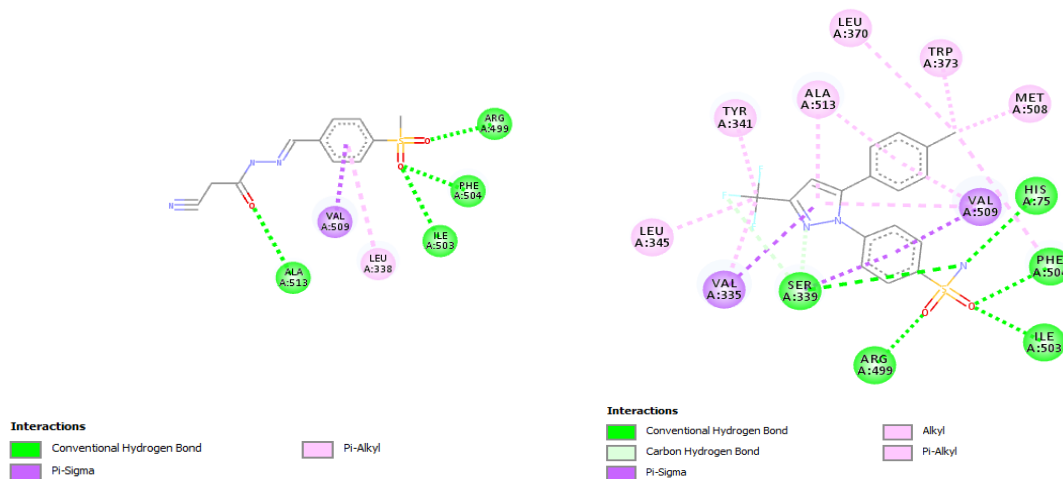 ARG
A:499
PHE
A:504
ILE
A:503
VAL
A:509
LEU
A:338
ALA
A:513
N
N
N
O
S
O
O
Interactions
Conventional Hydrogen Bond
Pi-Alkyl
Pi-Sigma
LEU
A:370
TRP
A:373
ALA
A:513
MET
A:508
TYR
A:341
HIS
A:75
VAL
A:509
LEU
A:345
PHE
A:504
VAL
A:335
SER
A:339
ILE
A:503
ARG
A:499
F
F
F
N
N
N
S
O
O
Interactions
Conventional Hydrogen Bond
Alkyl
Carbon Hydrogen Bond
Pi-Alkyl
Pi-Sigma